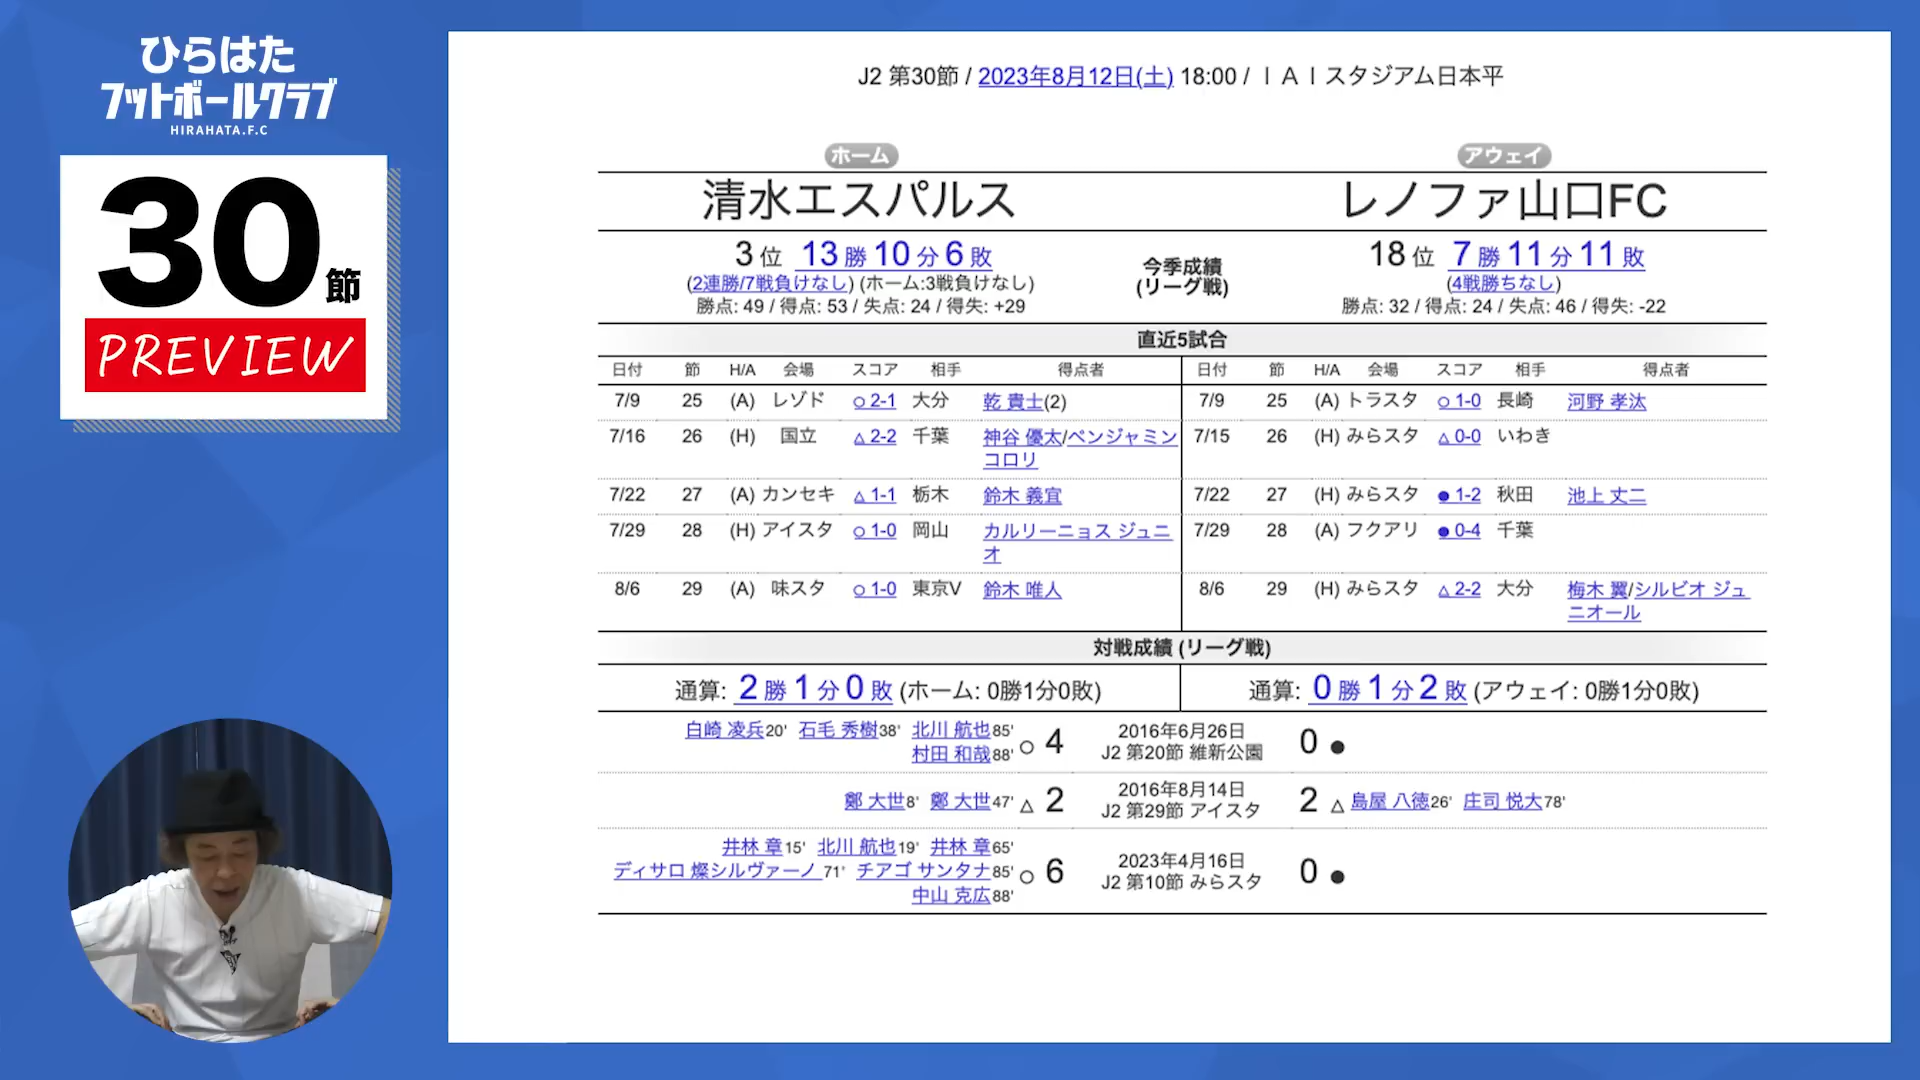 ひらはた
フットボールクラブ
HIRAHATA.F.C
30節
PREVIEW
J2 第30節 / 2023年8月12日(土) 18:00 / ＩＡＩスタジアム日本平
ホーム アウェイ
清水エスパルス レノファ山口FC
3位 13勝10分6敗 今季成績 (リーグ戦) 18位 7勝11分11敗
(2連勝/7戦負けなし) (ホーム:3戦負けなし) (4戦勝ちなし)
勝点: 49 / 得点: 53 / 失点: 24 / 得失: +29 勝点: 32 / 得点: 24 / 失点: 46 / 得失: -22
直近5試合
日付 節 H/A 会場 スコア 相手 得点者 日付 節 H/A 会場 スコア 相手 得点者
7/9 25 (A) レゾド ○ 2-1 大分 乾 貴士(2) 7/9 25 (A) トラスタ ○ 1-0 長崎 河野 孝汰
7/16 26 (H) 国立 △ 2-2 千葉 神谷 優太/ベンジャミン コロリ 7/15 26 (H) みらスタ △ 0-0 いわき
7/22 27 (A) カンセキ △ 1-1 栃木 鈴木 義宜 7/22 27 (H) みらスタ ● 1-2 秋田 池上 丈二
7/29 28 (H) アイスタ ○ 1-0 岡山 カルリーニョス ジュニオ 7/29 28 (A) フクアリ ● 0-4 千葉
8/6 29 (A) 味スタ ○ 1-0 東京V 鈴木 唯人 8/6 29 (H) みらスタ △ 2-2 大分 梅木 翼/シルビオ ジュニオール
対戦成績 (リーグ戦)
通算: 2勝1分0敗 (ホーム: 0勝1分0敗) 通算: 0勝1分2敗 (アウェイ: 0勝1分0敗)
白崎 凌兵20' 石毛 秀樹38' 北川 航也85' 村田 和哉88' ○ 4 2016年6月26日 J2 第20節 維新公園 0 ●
鄭 大世8' 鄭 大世47' △ 2 2016年8月14日 J2 第29節 アイスタ 2 △ 島屋 八徳26' 庄司 悦大78'
井林 章15' 北川 航也19' 井林 章65' ディサロ 燦シルヴァーノ 71' チアゴ サンタナ85' 中山 克広88' ○ 6 2023年4月16日 J2 第10節 みらスタ 0 ●